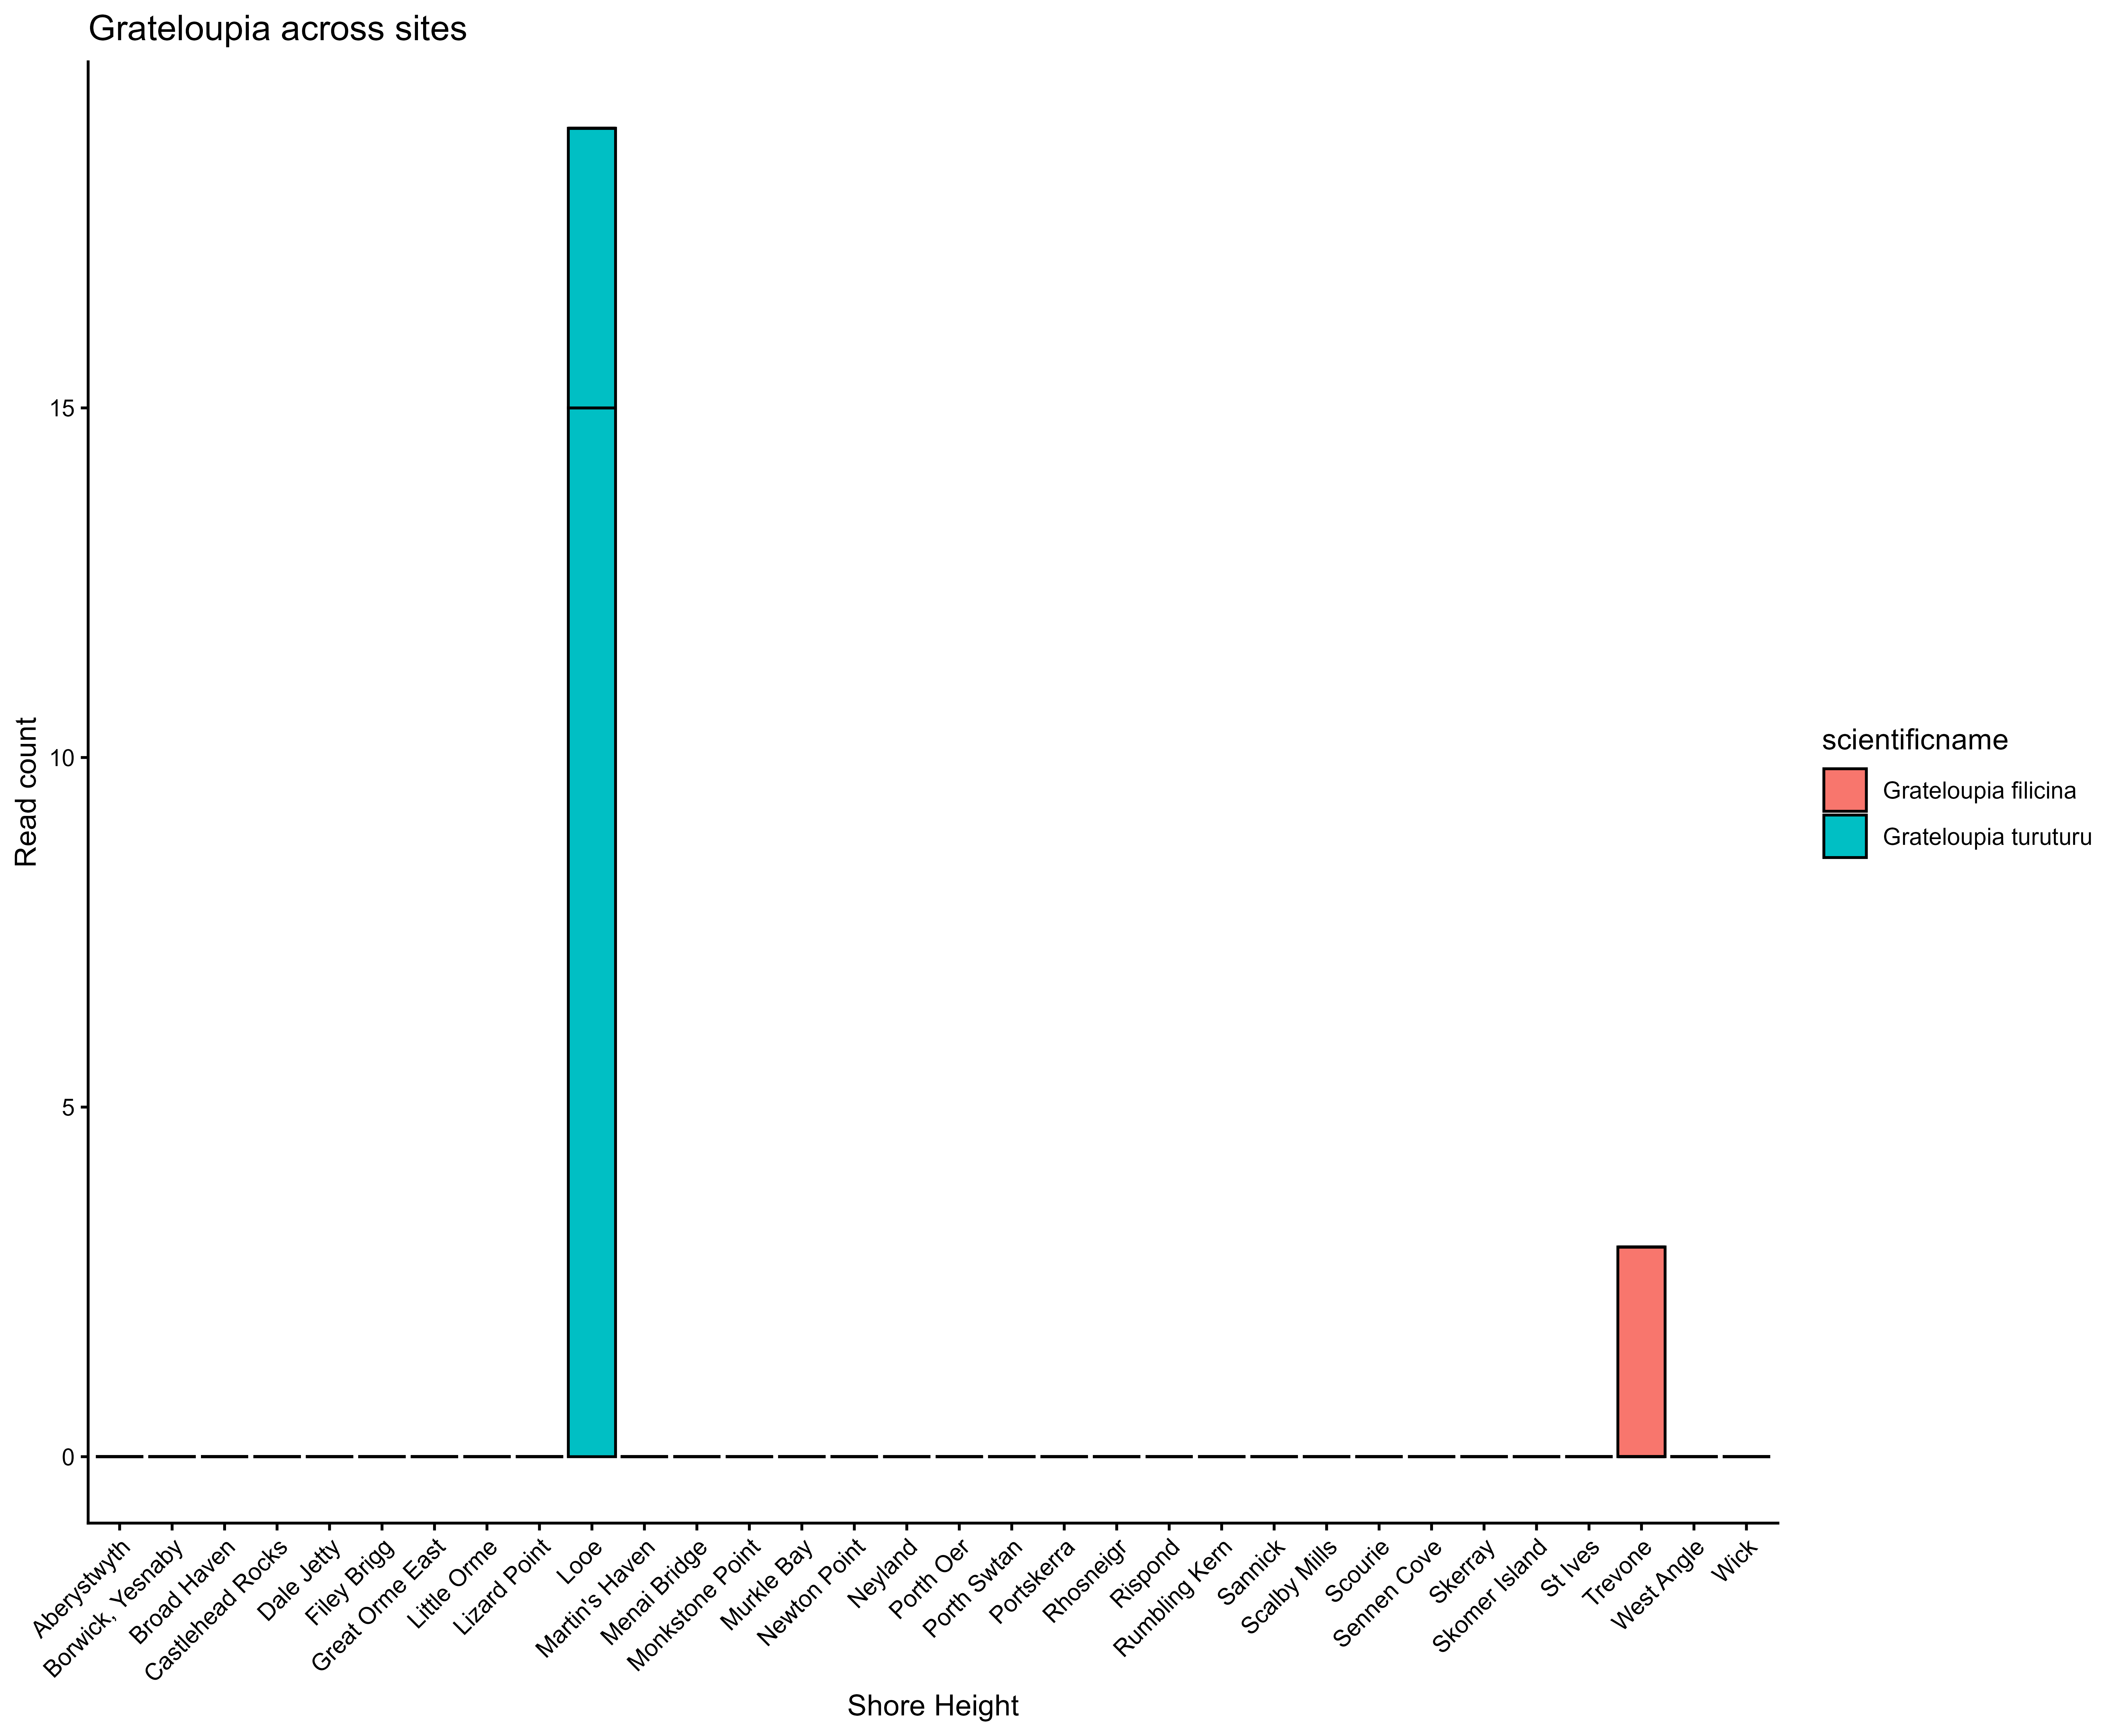 Grateloupia across sites
Read count
15
10
5
0
Aberystwyth
Borwick, Yesnaby
Broad Haven
Castlehead Rocks
Dale Jetty
Filey Brigg
Great Orme East
Little Orme
Lizard Point
Looe
Martin's Haven
Menai Bridge
Monkstone Point
Murkle Bay
Newton Point
Neyland
Porth Oer
Porth Swtan
Portskerra
Rhosneigr
Rispond
Rumbling Kern
Sannick
Scalby Mills
Scourie
Sennen Cove
Skerray
Skomer Island
St Ives
Trevone
West Angle
Wick
Shore Height
scientificname
Grateloupia filicina
Grateloupia turuturu